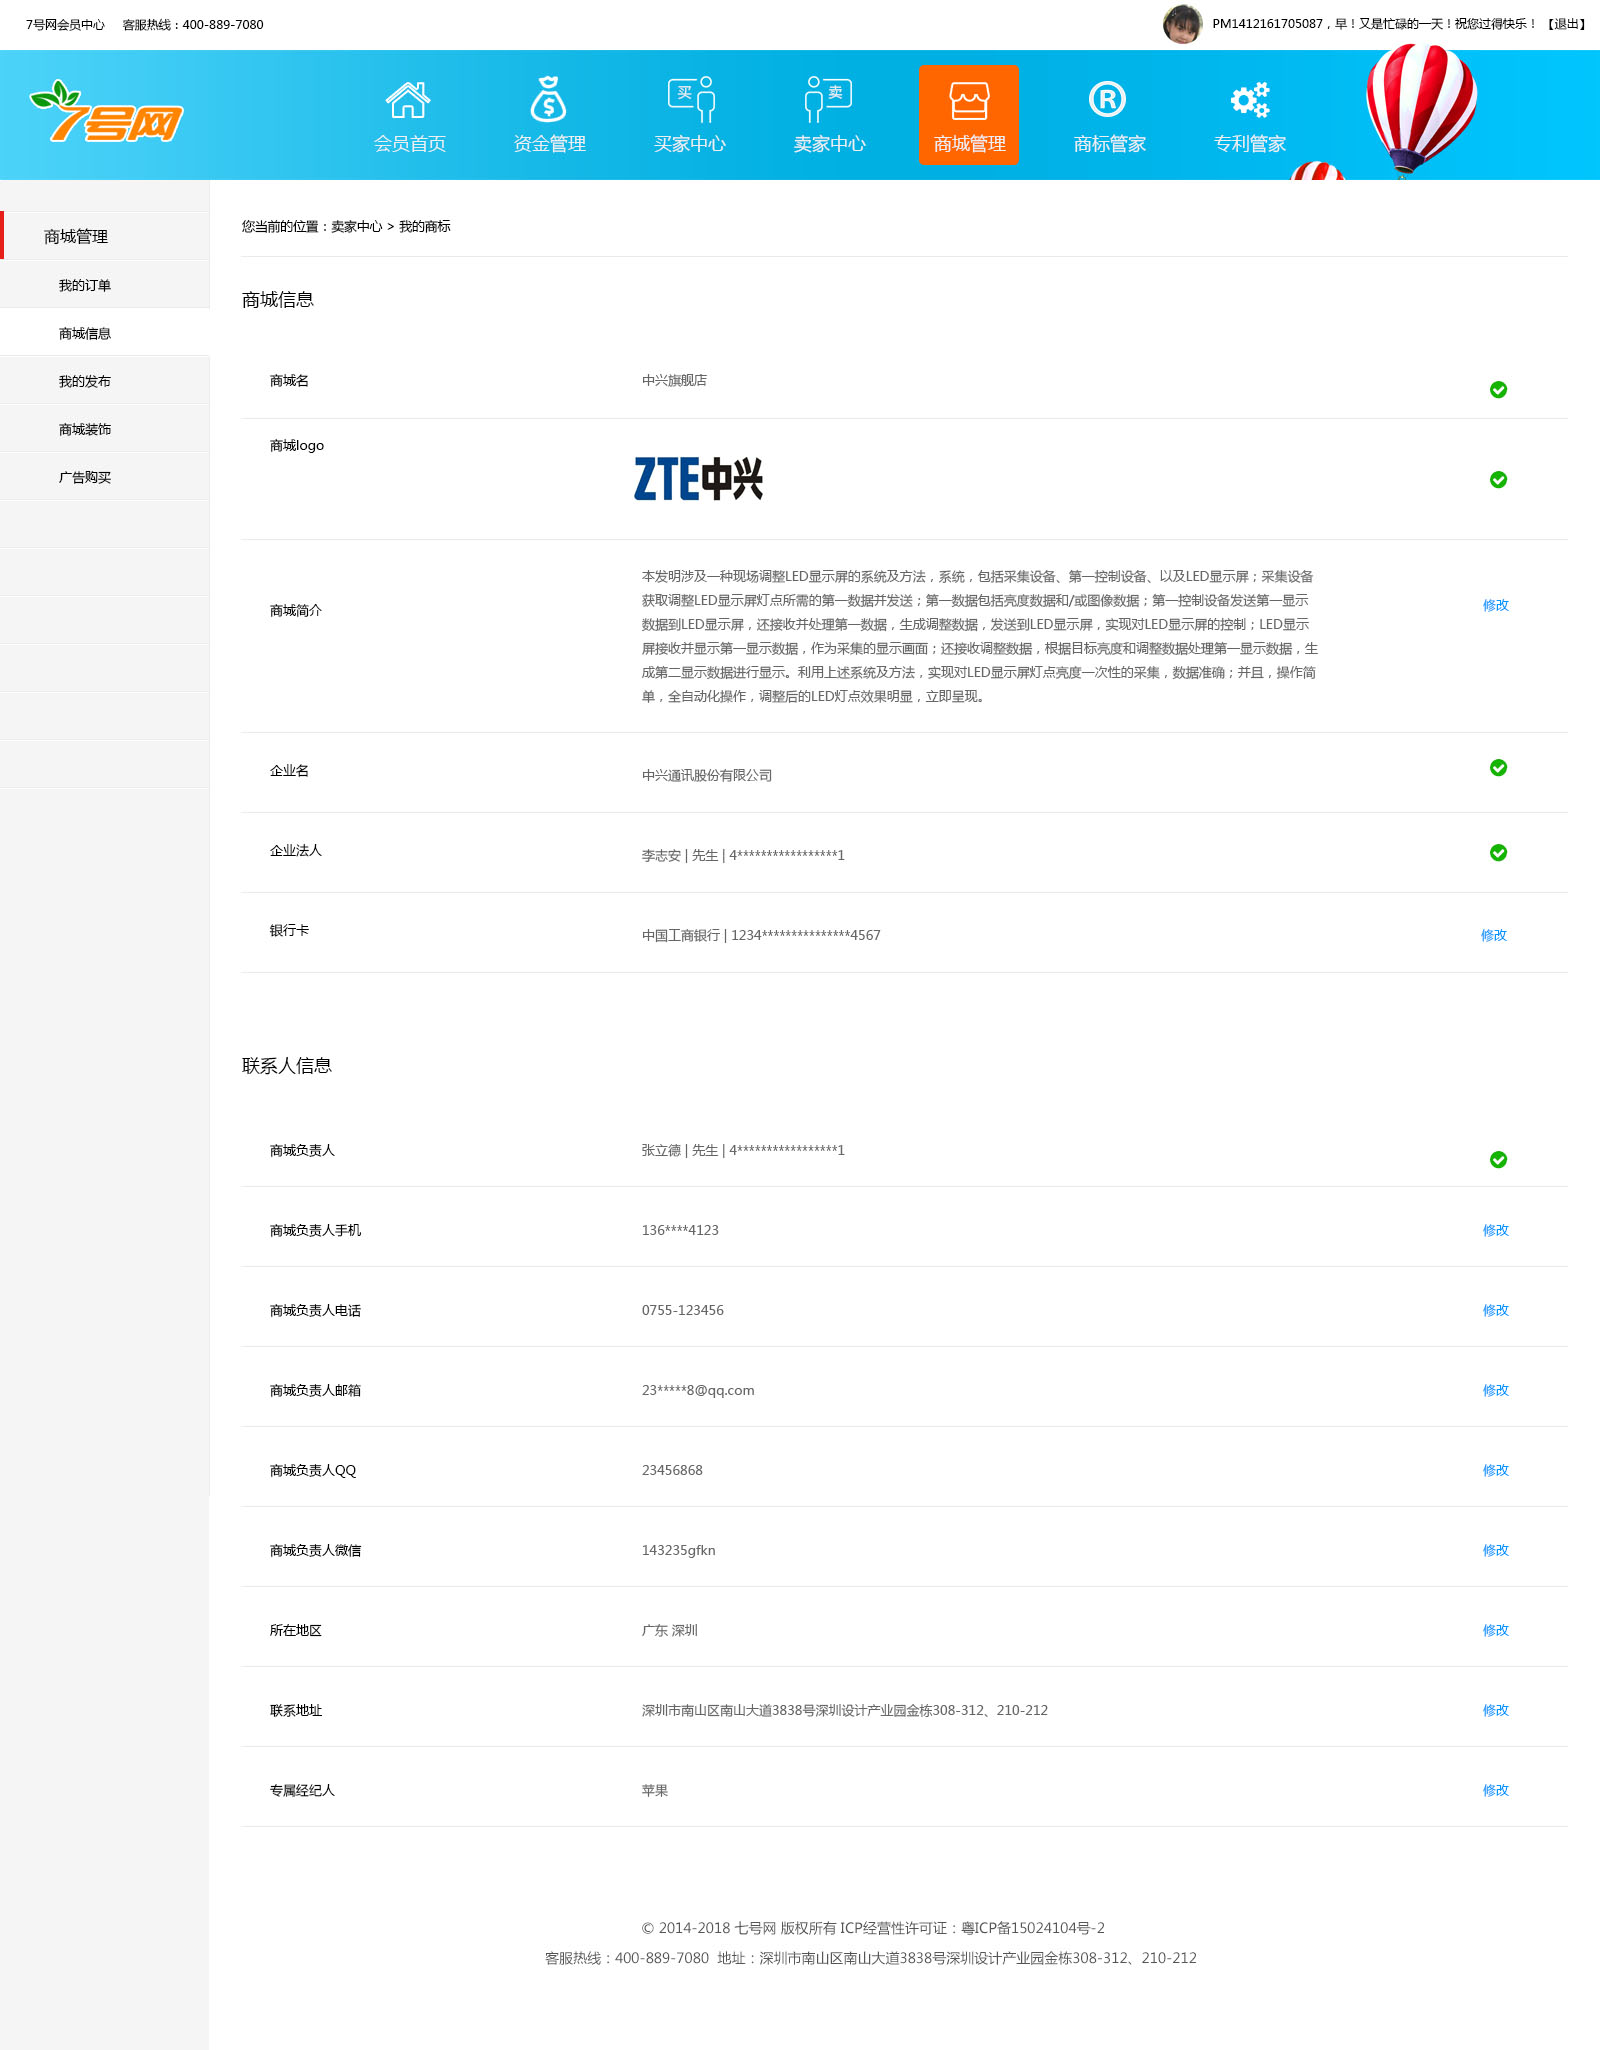 7号网会员中心 客服热线：400-889-7080
PM1412161705087，早！又是忙碌的一天！祝您过得快乐！【退出】
7号网
买
卖
会员首页
资金管理
买家中心
卖家中心
商城管理
商标管家
专利管家
商城管理
我的订单
商城信息
我的发布
商城装饰
广告购买
您当前的位置：卖家中心 > 我的商标
商城信息
商城名 中兴旗舰店
商城logo
ZTE中兴
商城简介
本发明涉及一种现场调整LED显示屏的系统及方法，系统，包括采集设备、第一控制设备、以及LED显示屏；采集设备
获取调整LED显示屏灯点所需的第一数据并发送；第一数据包括亮度数据和/或图像数据；第一控制设备发送第一显示
数据到LED显示屏，还接收并处理第一数据，生成调整数据，发送到LED显示屏，实现对LED显示屏的控制；LED显示
屏接收并显示第一显示数据，作为采集的显示画面；还接收调整数据，根据目标亮度和调整数据处理第一显示数据，生
成第二显示数据进行显示。利用上述系统及方法，实现对LED显示屏灯点亮度一次性的采集，数据准确；并且，操作简
单，全自动化操作，调整后的LED灯点效果明显，立即呈现。
修改
企业名 中兴通讯股份有限公司
企业法人 李志安 | 先生 | 4*****************1
银行卡 中国工商银行 | 1234***************4567 修改
联系人信息
商城负责人 张立德 | 先生 | 4*****************1
商城负责人手机 136****4123 修改
商城负责人电话 0755-123456 修改
商城负责人邮箱 23*****8@qq.com 修改
商城负责人QQ 23456868 修改
商城负责人微信 143235gfkn 修改
所在地区 广东 深圳 修改
联系地址 深圳市南山区南山大道3838号深圳设计产业园金栋308-312、210-212 修改
专属经纪人 苹果 修改
© 2014-2018 七号网 版权所有 ICP经营性许可证：粤ICP备15024104号-2
客服热线：400-889-7080 地址：深圳市南山区南山大道3838号深圳设计产业园金栋308-312、210-212